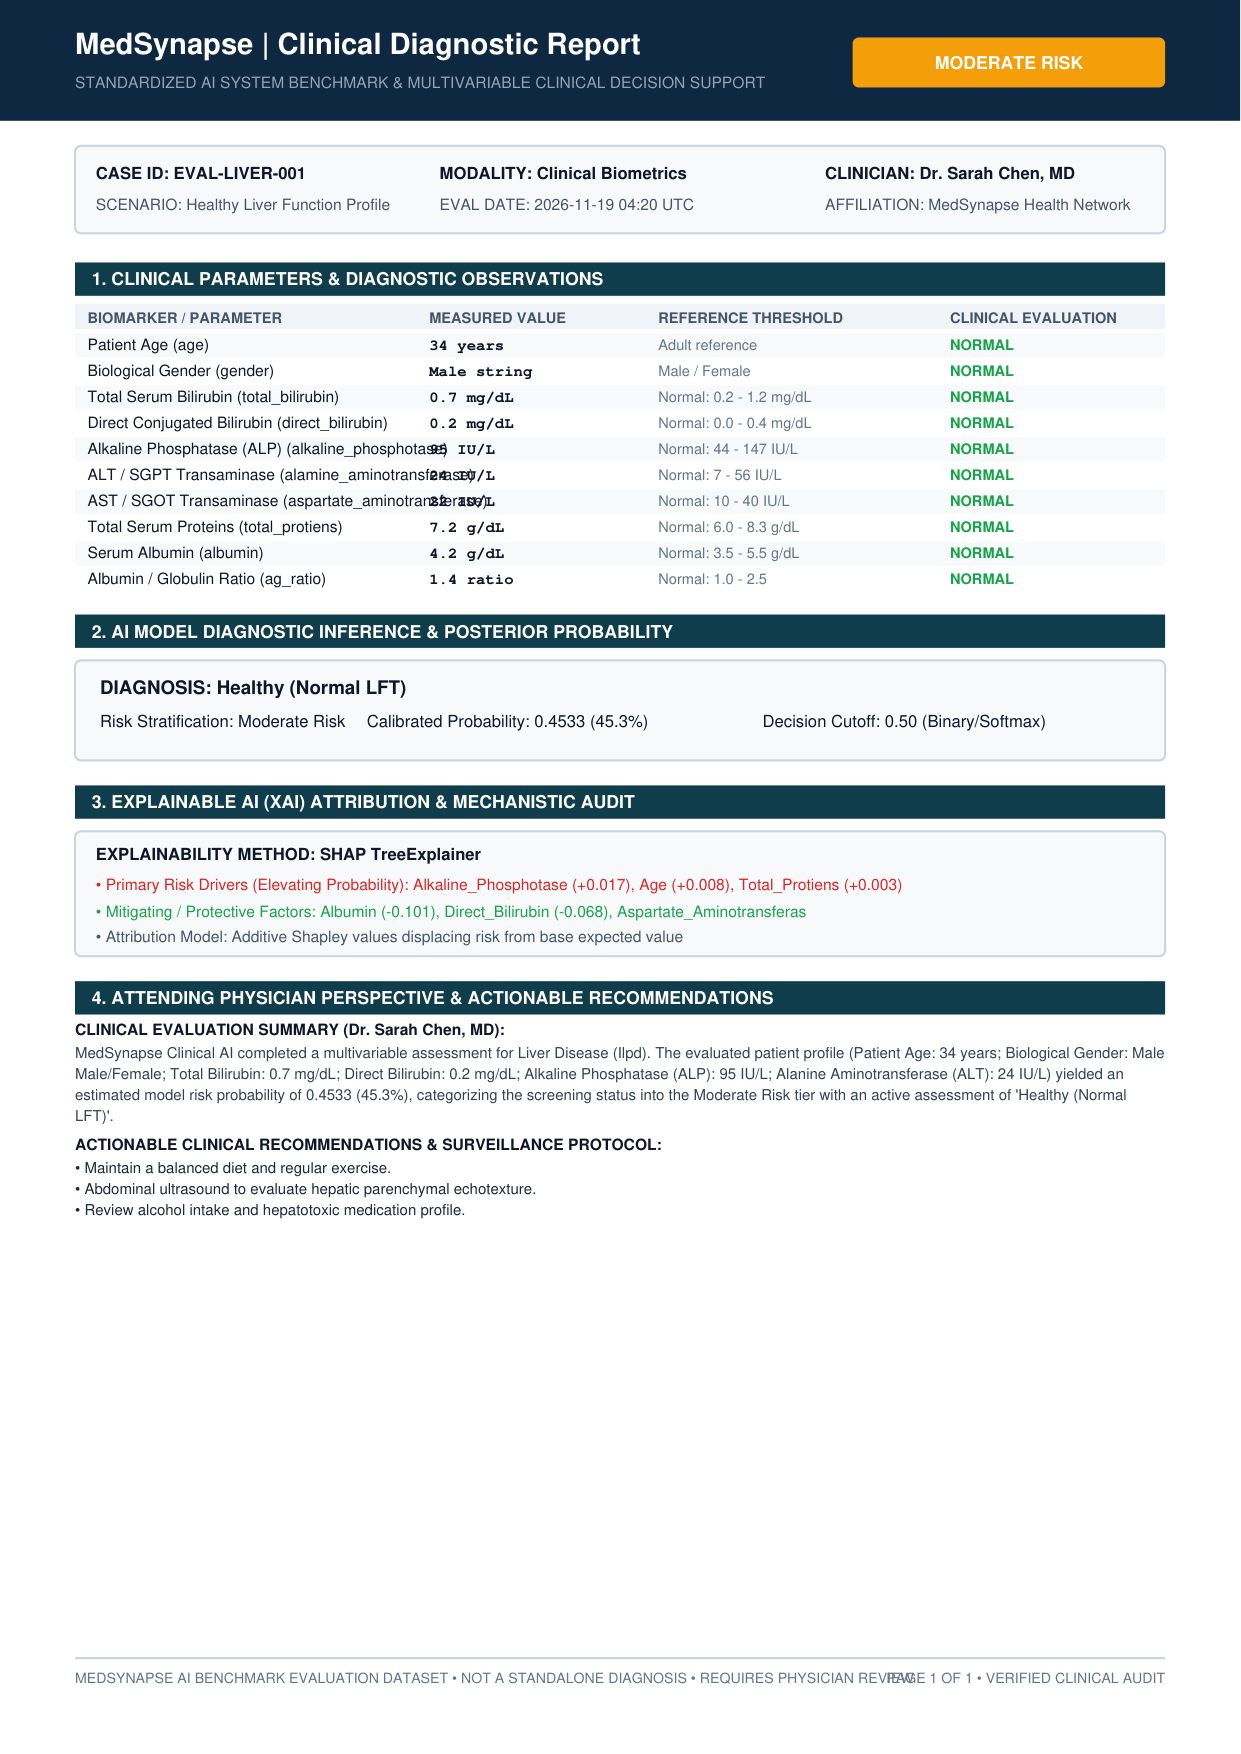 MedSynapse | Clinical Diagnostic Report
STANDARDIZED AI SYSTEM BENCHMARK & MULTIVARIABLE CLINICAL DECISION SUPPORT
MODERATE RISK
CASE ID: EVAL-LIVER-001 MODALITY: Clinical Biometrics CLINICIAN: Dr. Sarah Chen, MD
SCENARIO: Healthy Liver Function Profile EVAL DATE: 2026-11-19 04:20 UTC AFFILIATION: MedSynapse Health Network
1. CLINICAL PARAMETERS & DIAGNOSTIC OBSERVATIONS
BIOMARKER / PARAMETER MEASURED VALUE REFERENCE THRESHOLD CLINICAL EVALUATION
Patient Age (age) 34 years Adult reference NORMAL
Biological Gender (gender) Male string Male / Female NORMAL
Total Serum Bilirubin (total_bilirubin) 0.7 mg/dL Normal: 0.2 - 1.2 mg/dL NORMAL
Direct Conjugated Bilirubin (direct_bilirubin) 0.2 mg/dL Normal: 0.0 - 0.4 mg/dL NORMAL
Alkaline Phosphatase (ALP) (alkaline_phosphotase) 95 IU/L Normal: 44 - 147 IU/L NORMAL
ALT / SGPT Transaminase (alamine_aminotransferase) 24 IU/L Normal: 7 - 56 IU/L NORMAL
AST / SGOT Transaminase (aspartate_aminotransferase) 22 IU/L Normal: 10 - 40 IU/L NORMAL
Total Serum Proteins (total_protiens) 7.2 g/dL Normal: 6.0 - 8.3 g/dL NORMAL
Serum Albumin (albumin) 4.2 g/dL Normal: 3.5 - 5.5 g/dL NORMAL
Albumin / Globulin Ratio (ag_ratio) 1.4 ratio Normal: 1.0 - 2.5 NORMAL
2. AI MODEL DIAGNOSTIC INFERENCE & POSTERIOR PROBABILITY
DIAGNOSIS: Healthy (Normal LFT)
Risk Stratification: Moderate Risk Calibrated Probability: 0.4533 (45.3%) Decision Cutoff: 0.50 (Binary/Softmax)
3. EXPLAINABLE AI (XAI) ATTRIBUTION & MECHANISTIC AUDIT
EXPLAINABILITY METHOD: SHAP TreeExplainer
• Primary Risk Drivers (Elevating Probability): Alkaline_Phosphotase (+0.017), Age (+0.008), Total_Protiens (+0.003)
• Mitigating / Protective Factors: Albumin (-0.101), Direct_Bilirubin (-0.068), Aspartate_Aminotransferas
• Attribution Model: Additive Shapley values displacing risk from base expected value
4. ATTENDING PHYSICIAN PERSPECTIVE & ACTIONABLE RECOMMENDATIONS
CLINICAL EVALUATION SUMMARY (Dr. Sarah Chen, MD):
MedSynapse Clinical AI completed a multivariable assessment for Liver Disease (Ilpd). The evaluated patient profile (Patient Age: 34 years; Biological Gender: Male
Male/Female; Total Bilirubin: 0.7 mg/dL; Direct Bilirubin: 0.2 mg/dL; Alkaline Phosphatase (ALP): 95 IU/L; Alanine Aminotransferase (ALT): 24 IU/L) yielded an
estimated model risk probability of 0.4533 (45.3%), categorizing the screening status into the Moderate Risk tier with an active assessment of 'Healthy (Normal
LFT)'.
ACTIONABLE CLINICAL RECOMMENDATIONS & SURVEILLANCE PROTOCOL:
• Maintain a balanced diet and regular exercise.
• Abdominal ultrasound to evaluate hepatic parenchymal echotexture.
• Review alcohol intake and hepatotoxic medication profile.
MEDSYNAPSE AI BENCHMARK EVALUATION DATASET • NOT A STANDALONE DIAGNOSIS • REQUIRES PHYSICIAN REVIEW PAGE 1 OF 1 • VERIFIED CLINICAL AUDIT